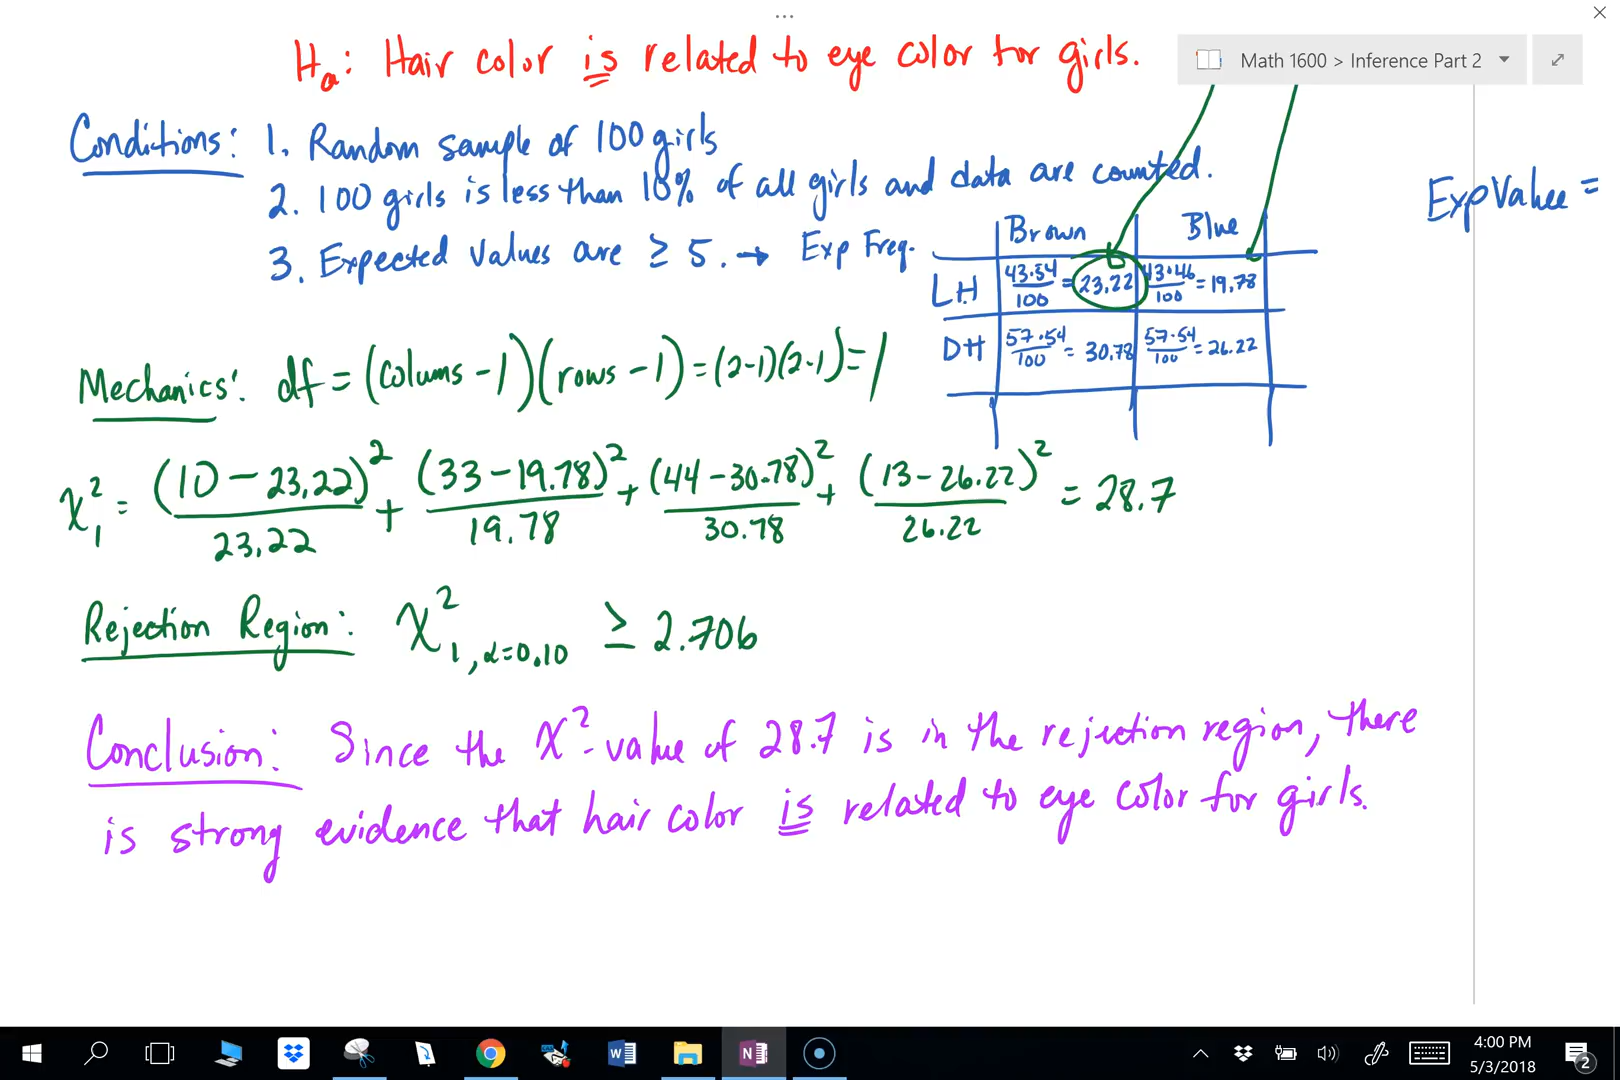 Ha: Hair color is related to eye color for girls.
Math 1600 > Inference Part 2
Conditions: 1. Random sample of 100 girls
2. 100 girls is less than 10% of all girls and data are counted.
ExpValue =
3. Expected values are ≥ 5. → Exp Freq.
Brown Blue
LH 43·54/100 = 23.22 43·46/100 = 19.78
DH 57·54/100 = 30.78 57·54/100 = 26.22
Mechanics: df = (colums - 1)(rows - 1) = (2-1)(2-1) = 1
χ²₁ = (10 - 23.22)²/23.22 + (33 - 19.78)²/19.78 + (44 - 30.78)²/30.78 + (13 - 26.22)²/26.22 = 28.7
Rejection Region: χ²₁,α=0.10 ≥ 2.706
Conclusion: Since the χ²-value of 28.7 is in the rejection region, there
is strong evidence that hair color is related to eye color for girls.
4:00 PM
5/3/2018
2